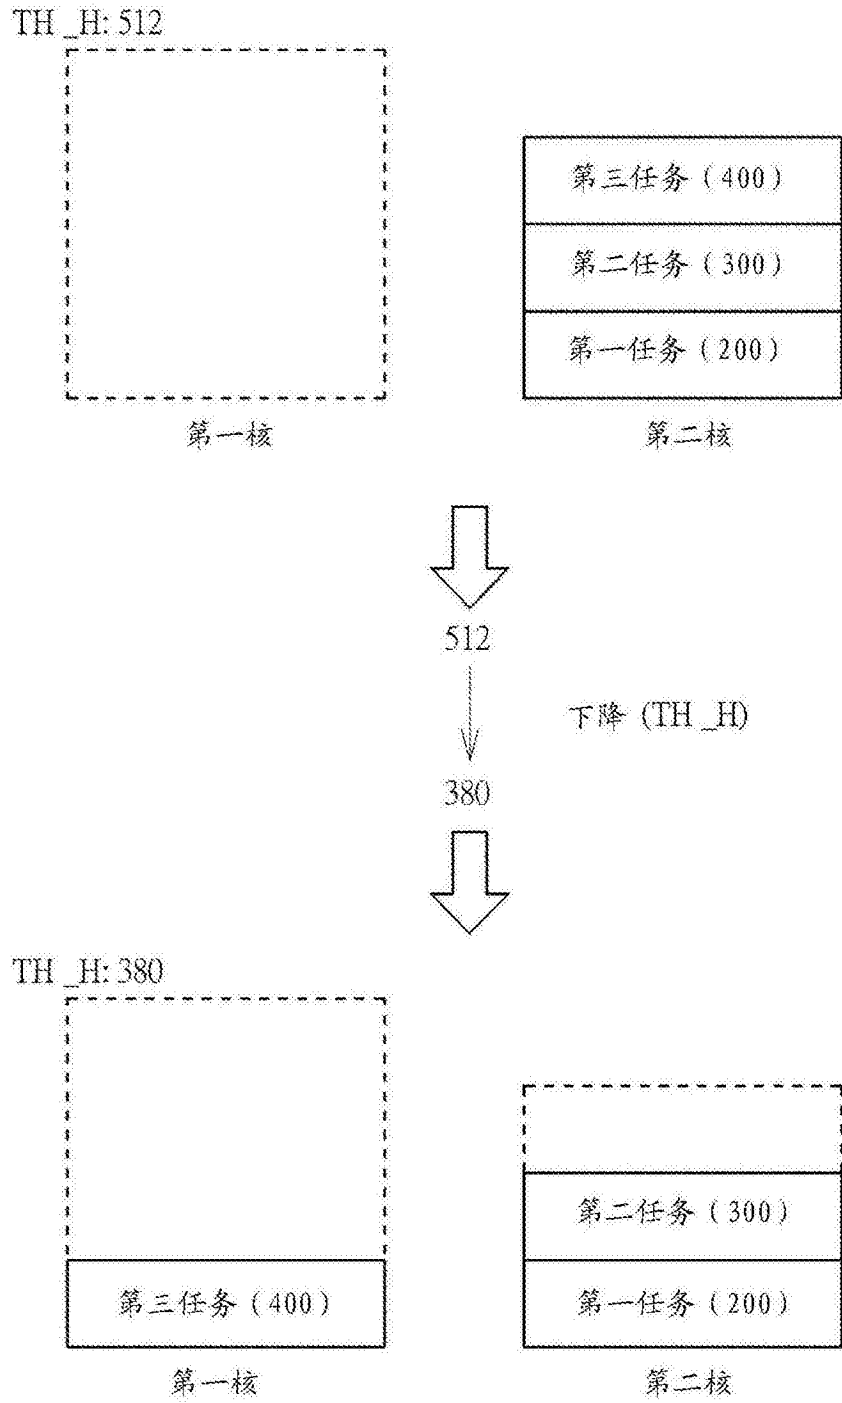 TH _H: 512
第三任务（400）
第二任务（300）
第一任务（200）
第一核
第二核
512
下降 (TH _H)
380
TH _H: 380
第二任务（300）
第三任务（400）
第一任务（200）
第一核
第二核